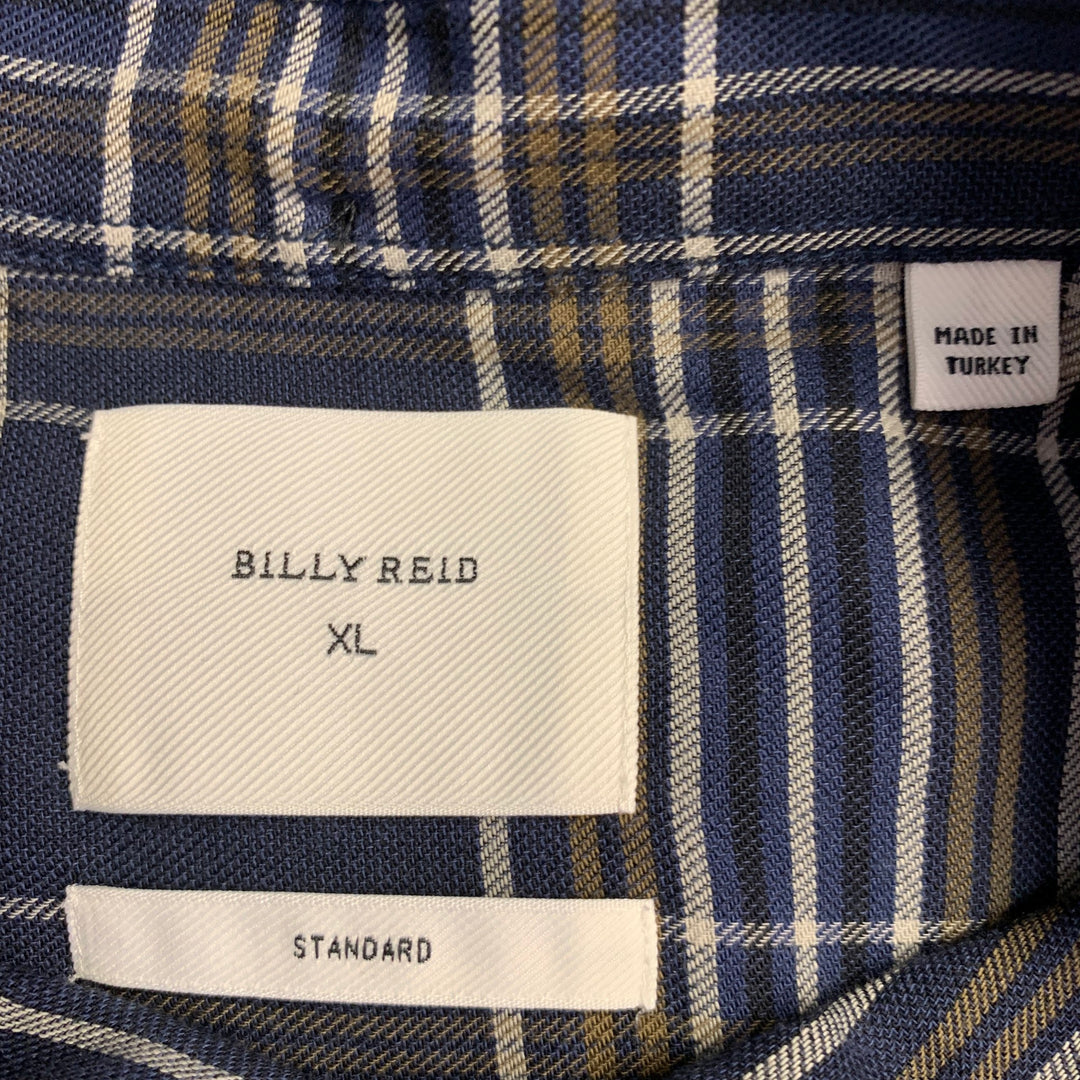 MADE IN
TURKEY
BILLY REID
XL
STANDARD